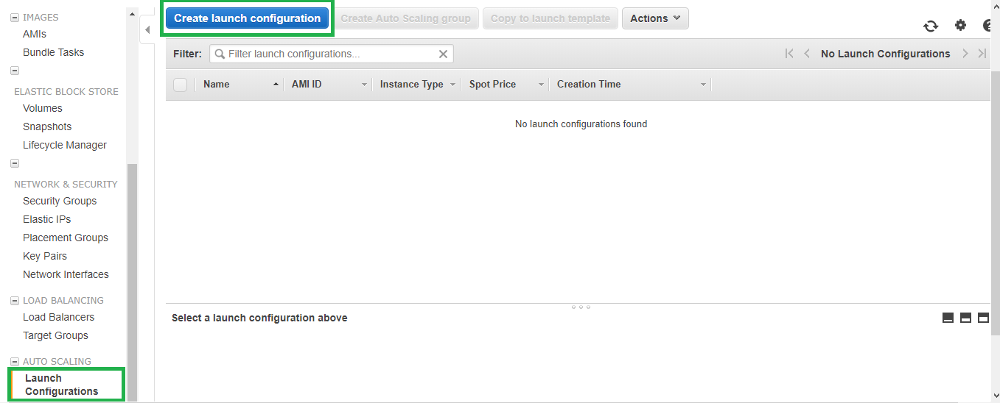 IMAGES
AMIs
Bundle Tasks
ELASTIC BLOCK STORE
Volumes
Snapshots
Lifecycle Manager
NETWORK & SECURITY
Security Groups
Elastic IPs
Placement Groups
Key Pairs
Network Interfaces
LOAD BALANCING
Load Balancers
Target Groups
AUTO SCALING
Launch
Configurations
Create launch configuration Create Auto Scaling group Copy to launch template Actions
Filter: Filter launch configurations... No Launch Configurations
Name AMI ID Instance Type Spot Price Creation Time
No launch configurations found
Select a launch configuration above